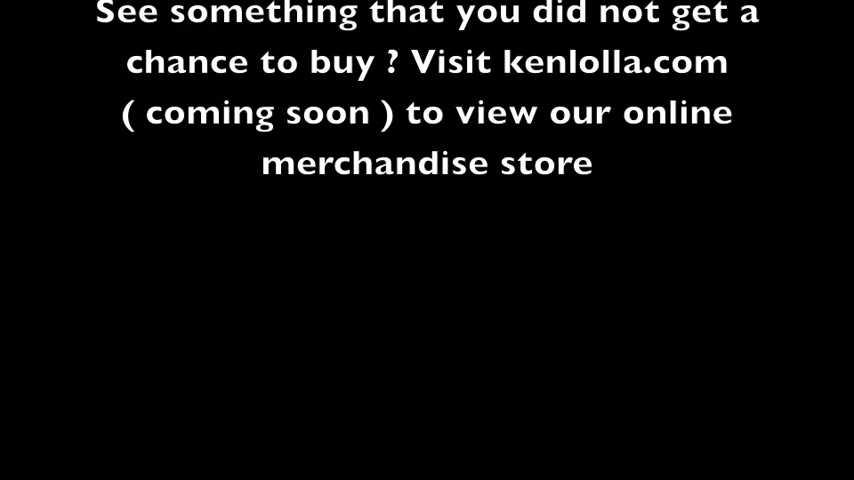 See something that you did not get a
chance to buy ? Visit kenlolla.com
( coming soon ) to view our online
merchandise store